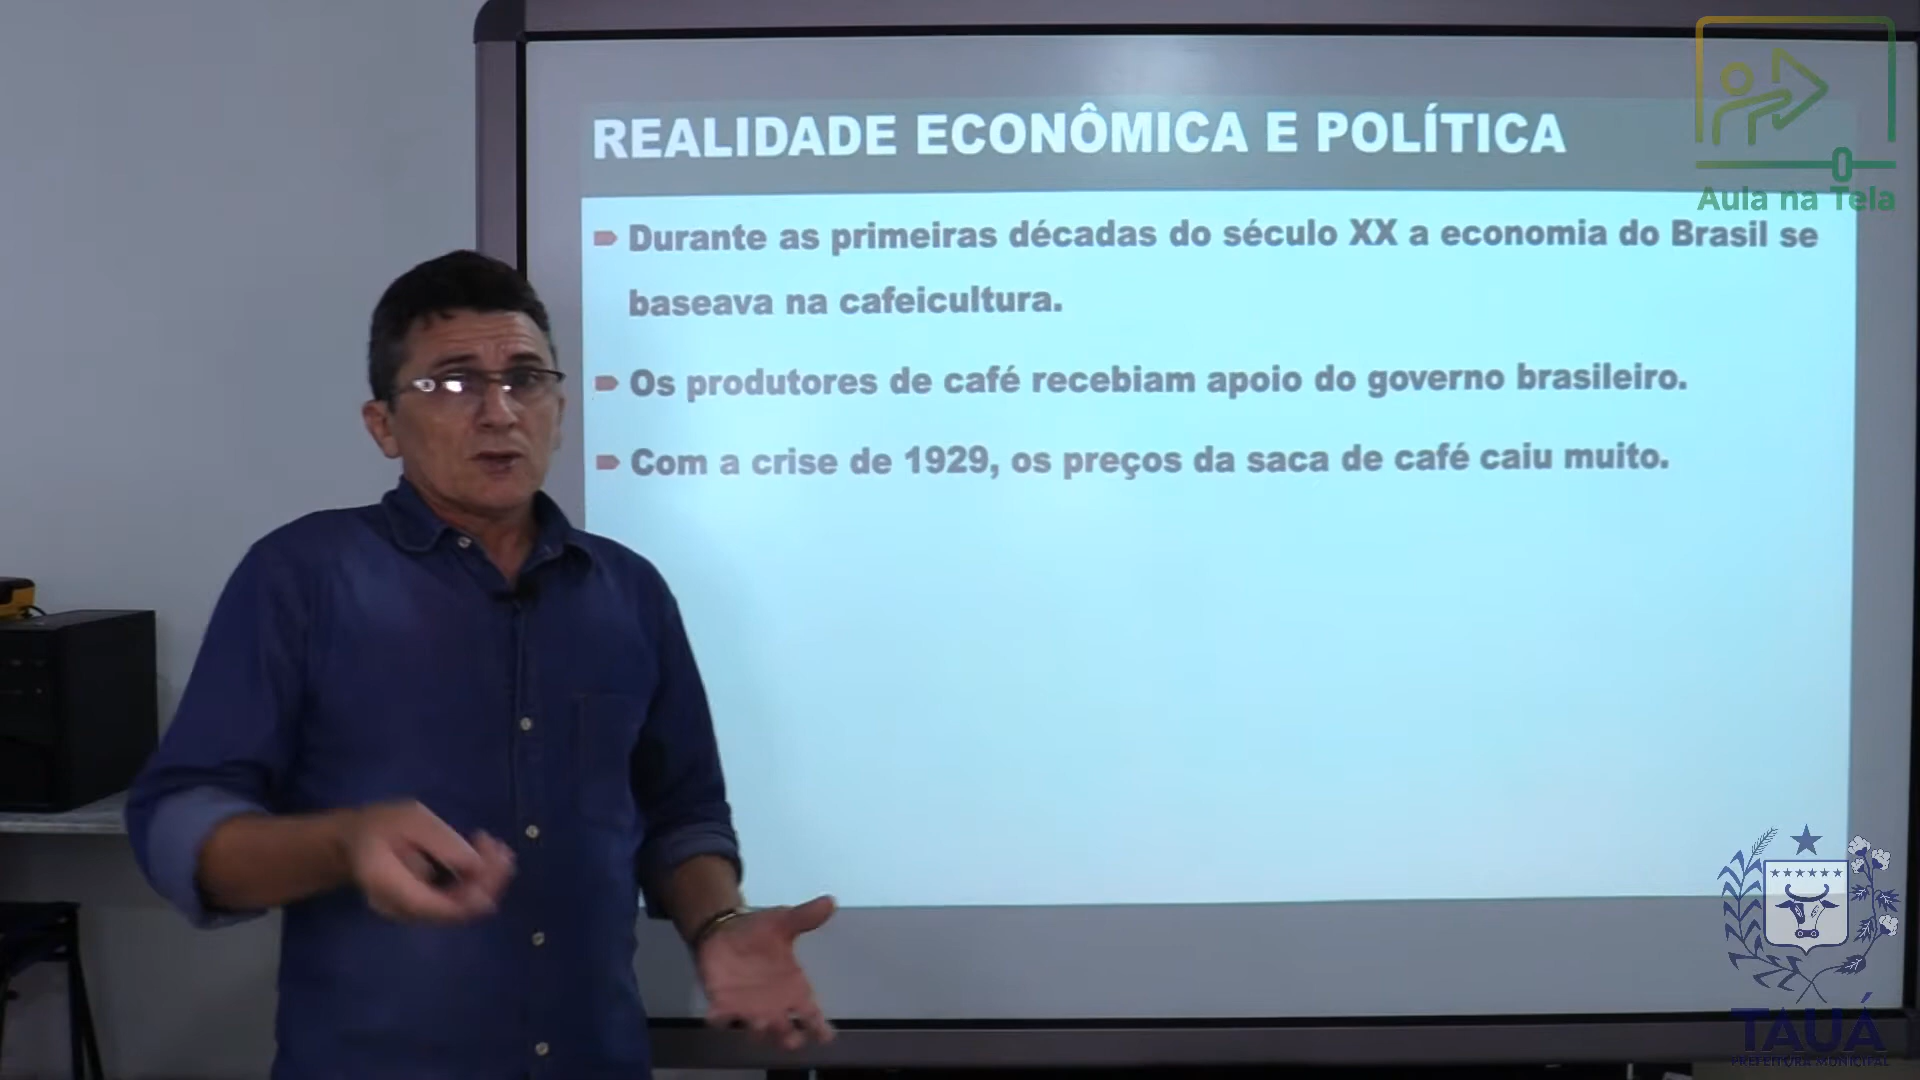 REALIDADE ECONÔMICA E POLÍTICA
Aula na Tela
Durante as primeiras décadas do século XX a economia do Brasil se
baseava na cafeicultura.
Os produtores de café recebiam apoio do governo brasileiro.
Com a crise de 1929, os preços da saca de café caiu muito.
TAUÁ
PREFEITURA MUNICIPAL